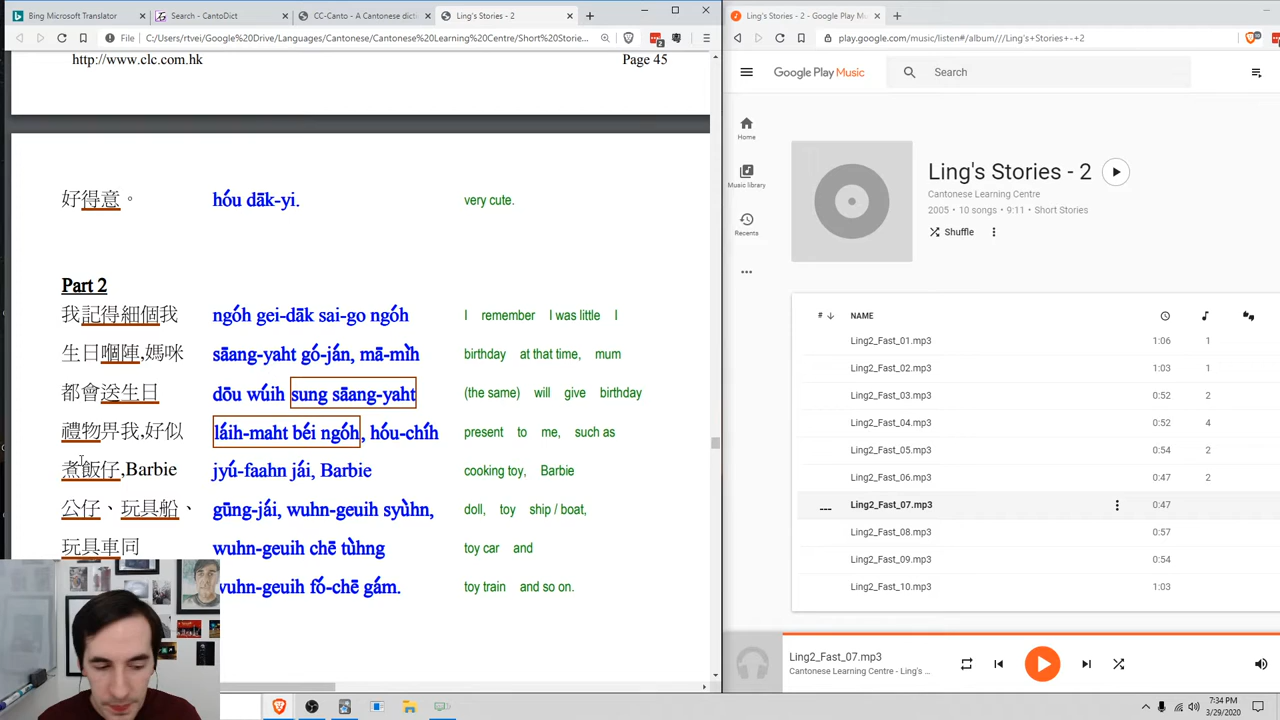 Bing Microsoft Translator
Search - CantoDict
CC-Canto - A Cantonese dicti
Ling's Stories - 2
Ling's Stories - 2 - Google Play Mus
File
C:/Users/rtvei/Google%20Drive/Languages/Cantonese/Cantonese%20Learning%20Centre/Short%20Storie...
play.google.com/music/listen#/album///Ling's+Stories+-+2
http://www.clc.com.hk
Page 45
好得意。 hóu dāk-yi. very cute.
Part 2
我記得細個我 ngóh gei-dāk sai-go ngóh I remember I was little I
生日嗰陣,媽咪 sāang-yaht gó-ján, mā-mìh birthday at that time, mum
都會送生日 dōu wúih sung sāang-yaht (the same) will give birthday
禮物畀我,好似 láih-maht béi ngóh, hóu-chíh present to me, such as
煮飯仔,Barbie jyú-faahn jái, Barbie cooking toy, Barbie
公仔、玩具船、 gūng-jái, wuhn-geuih syùhn, doll, toy ship / boat,
玩具車同 wuhn-geuih chē tùhng toy car and
wuhn-geuih fó-chē gám. toy train and so on.
Google Play Music
Search
Home
Music library
Recents
Ling's Stories - 2
Cantonese Learning Centre
2005 • 10 songs • 9:11 • Short Stories
Shuffle
# NAME
Ling2_Fast_01.mp3 1:06 1
Ling2_Fast_02.mp3 1:03 1
Ling2_Fast_03.mp3 0:52 2
Ling2_Fast_04.mp3 0:52 4
Ling2_Fast_05.mp3 0:54 2
Ling2_Fast_06.mp3 0:47 2
Ling2_Fast_07.mp3 0:47
Ling2_Fast_08.mp3 0:57
Ling2_Fast_09.mp3 0:54
Ling2_Fast_10.mp3 1:03
Ling2_Fast_07.mp3
Cantonese Learning Centre - Ling's ...
7:34 PM
3/29/2020